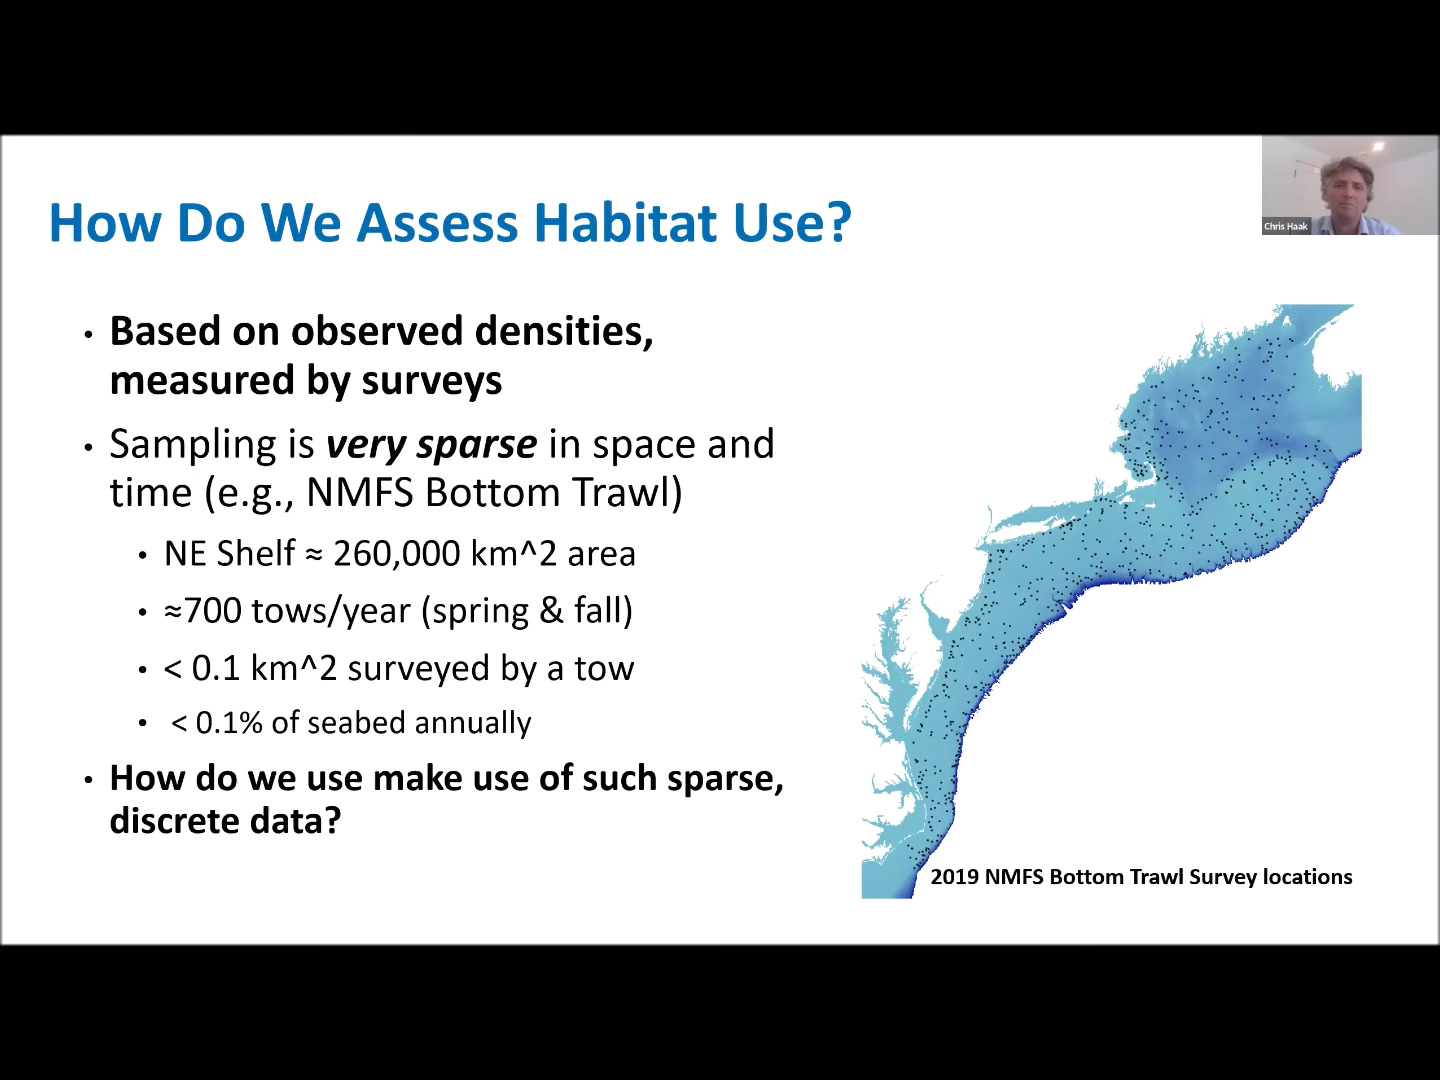 How Do We Assess Habitat Use?
Chris Haak
• Based on observed densities,
measured by surveys
• Sampling is very sparse in space and
time (e.g., NMFS Bottom Trawl)
• NE Shelf ≈ 260,000 km^2 area
• ≈700 tows/year (spring & fall)
• < 0.1 km^2 surveyed by a tow
• < 0.1% of seabed annually
• How do we use make use of such sparse,
discrete data?
2019 NMFS Bottom Trawl Survey locations